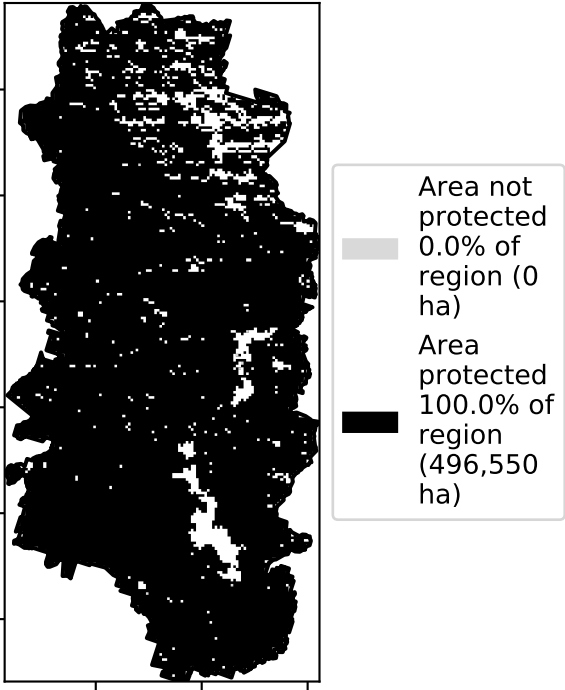 Area not
protected
0.0% of
region (0
ha)
Area
protected
100.0% of
region
(496,550
ha)